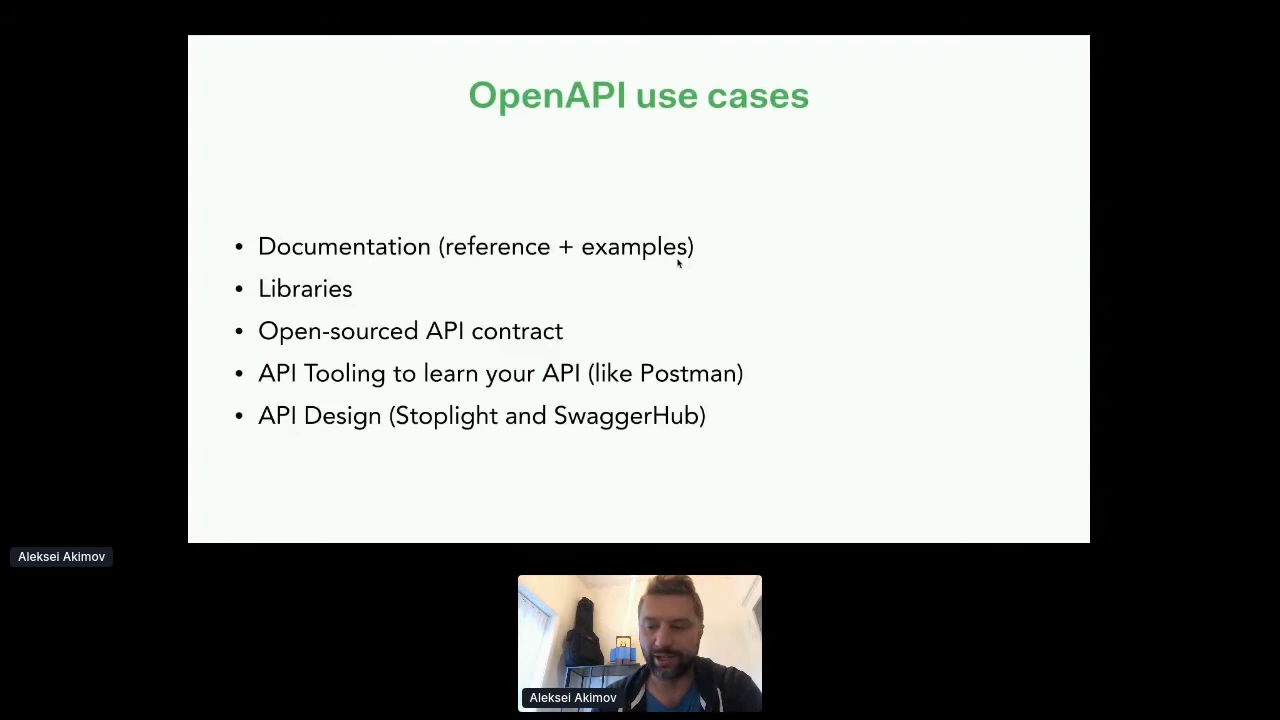 OpenAPI use cases
• Documentation (reference + examples)
• Libraries
• Open-sourced API contract
• API Tooling to learn your API (like Postman)
• API Design (Stoplight and SwaggerHub)
Aleksei Akimov
Aleksei Akimov